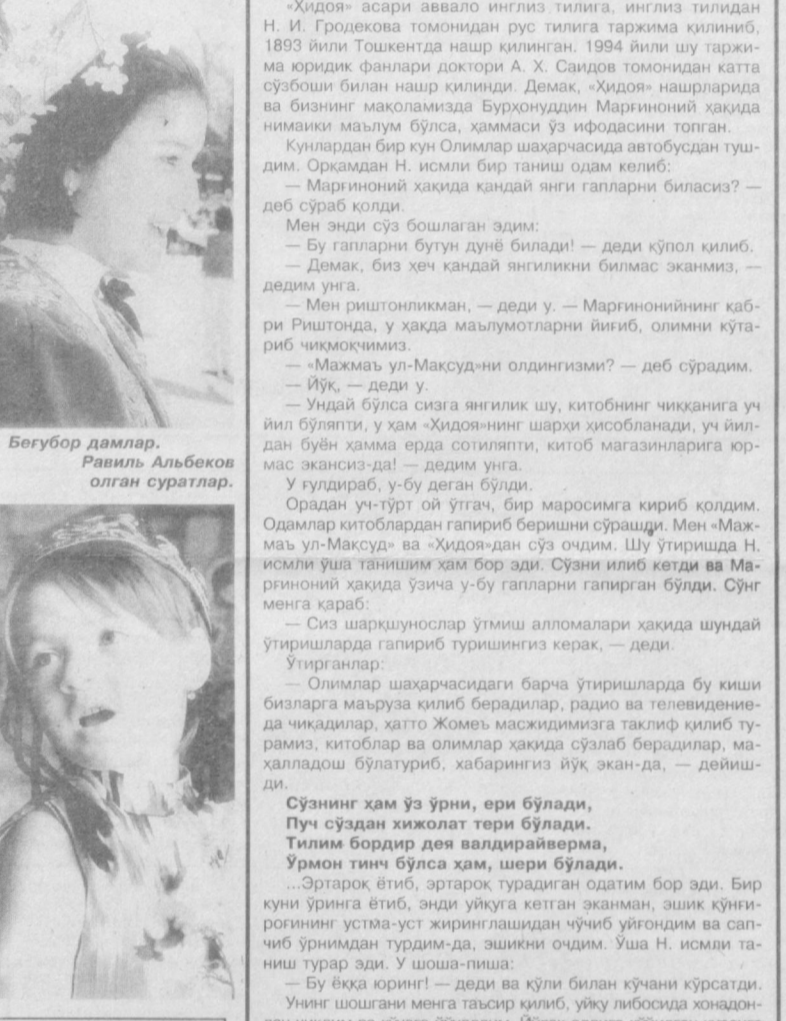 «Ҳидоя» асари аввало инглиз тилига, инглиз тилидан
Н. И. Гродекова томонидан рус тилига таржима қилиниб,
1893 йили Тошкентда нашр қилинган. 1994 йили шу таржи-
ма юридик фанлари доктори А. Х. Саидов томонидан катта
сўзбоши билан нашр қилинди. Демак, «Ҳидоя» нашрларида
ва бизнинг мақоламизда Бурҳонуддин Марғиноний ҳақида
нимаики маълум бўлса, ҳаммаси ўз ифодасини топган.
Кунлардан бир кун Олимлар шаҳарчасида автобусдан туш-
дим. Орқамдан Н. исмли бир таниш одам келиб:
— Марғиноний ҳақида қандай янги гапларни биласиз? —
деб сўраб қолди.
Мен энди сўз бошлаган эдим:
— Бу гапларни бутун дунё билади! — деди қўпол қилиб.
— Демак, биз ҳеч қандай янгиликни билмас эканмиз, —
дедим унга.
— Мен риштонликман, — деди у. — Марғинонийнинг қаб-
ри Риштонда, у ҳақда маълумотларни йиғиб, олимни кўта-
риб чиқмоқчимиз.
— «Мажмаъ ул-Мақсуд»ни олдингизми? — деб сўрадим.
— Йўқ, — деди у.
— Ундай бўлса сизга янгилик шу, китобнинг чиққанига уч
йил бўляпти, у ҳам «Ҳидоя»нинг шарҳи ҳисобланади, уч йил-
дан буён ҳамма ерда сотиляпти, китоб магазинларига юр-
мас экансиз-да! — дедим унга.
У ғулдираб, у-бу деган бўлди.
Орадан уч-тўрт ой ўтгач, бир маросимга кириб қолдим.
Одамлар китоблардан гапириб беришни сўрашди. Мен «Маж-
маъ ул-Мақсуд» ва «Ҳидоя»дан сўз очдим. Шу ўтиришда Н.
исмли ўша танишим ҳам бор эди. Сўзни илиб кетди ва Ма-
рғиноний ҳақида ўзича у-бу гапларни гапирган бўлди. Сўнг
менга қараб:
— Сиз шарқшунослар ўтмиш алломалари ҳақида шундай
ўтиришларда гапириб туришингиз керак, — деди.
Ўтирганлар:
— Олимлар шаҳарчасидаги барча ўтиришларда бу киши
бизларга маъруза қилиб берадилар, радио ва телевидение-
да чиқадилар, ҳатто Жомеъ масжидимизга таклиф қилиб ту-
рамиз, китоблар ва олимлар ҳақида сўзлаб берадилар, ма-
ҳалладош бўлатуриб, хабарингиз йўқ экан-да, — дейиш-
ди.
Сўзнинг ҳам ўз ўрни, ери бўлади,
Пуч сўздан хижолат тери бўлади.
Тилим бордир дея валдирайверма,
Ўрмон тинч бўлса ҳам, шери бўлади.
...Эртароқ ётиб, эртароқ турадиган одатим бор эди. Бир
куни ўринга ётиб, энди уйқуга кетган эканман, эшик қўнғи-
роғининг устма-уст жиринглашидан чўчиб уйғондим ва сап-
чиб ўрнимдан турдим-да, эшикни очдим. Ўша Н. исмли та-
ниш турар эди. У шоша-пиша:
— Бу ёққа юринг! — деди ва қўли билан кўчани кўрсатди.
Унинг шошгани менга таъсир қилиб, уйқу либосида хонадон-
Беғубор дамлар.
Равиль Альбеков
олган суратлар.